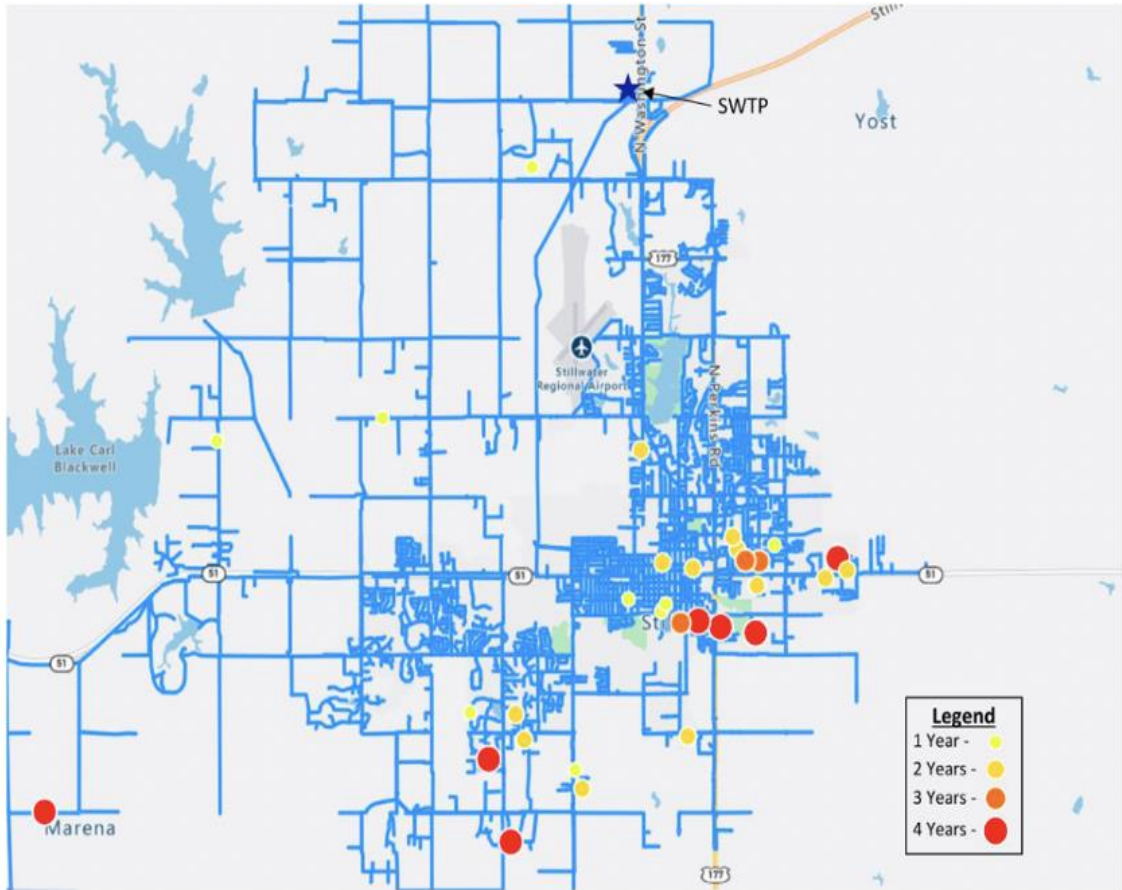 Still
N Washington St
SWTP
Yost
177
Stillwater
Regional Airport
N Perkins Rd
Lake Carl
Blackwell
51
51
51
Sti
51
Legend
1 Year -
2 Years -
3 Years -
4 Years -
Marena
177